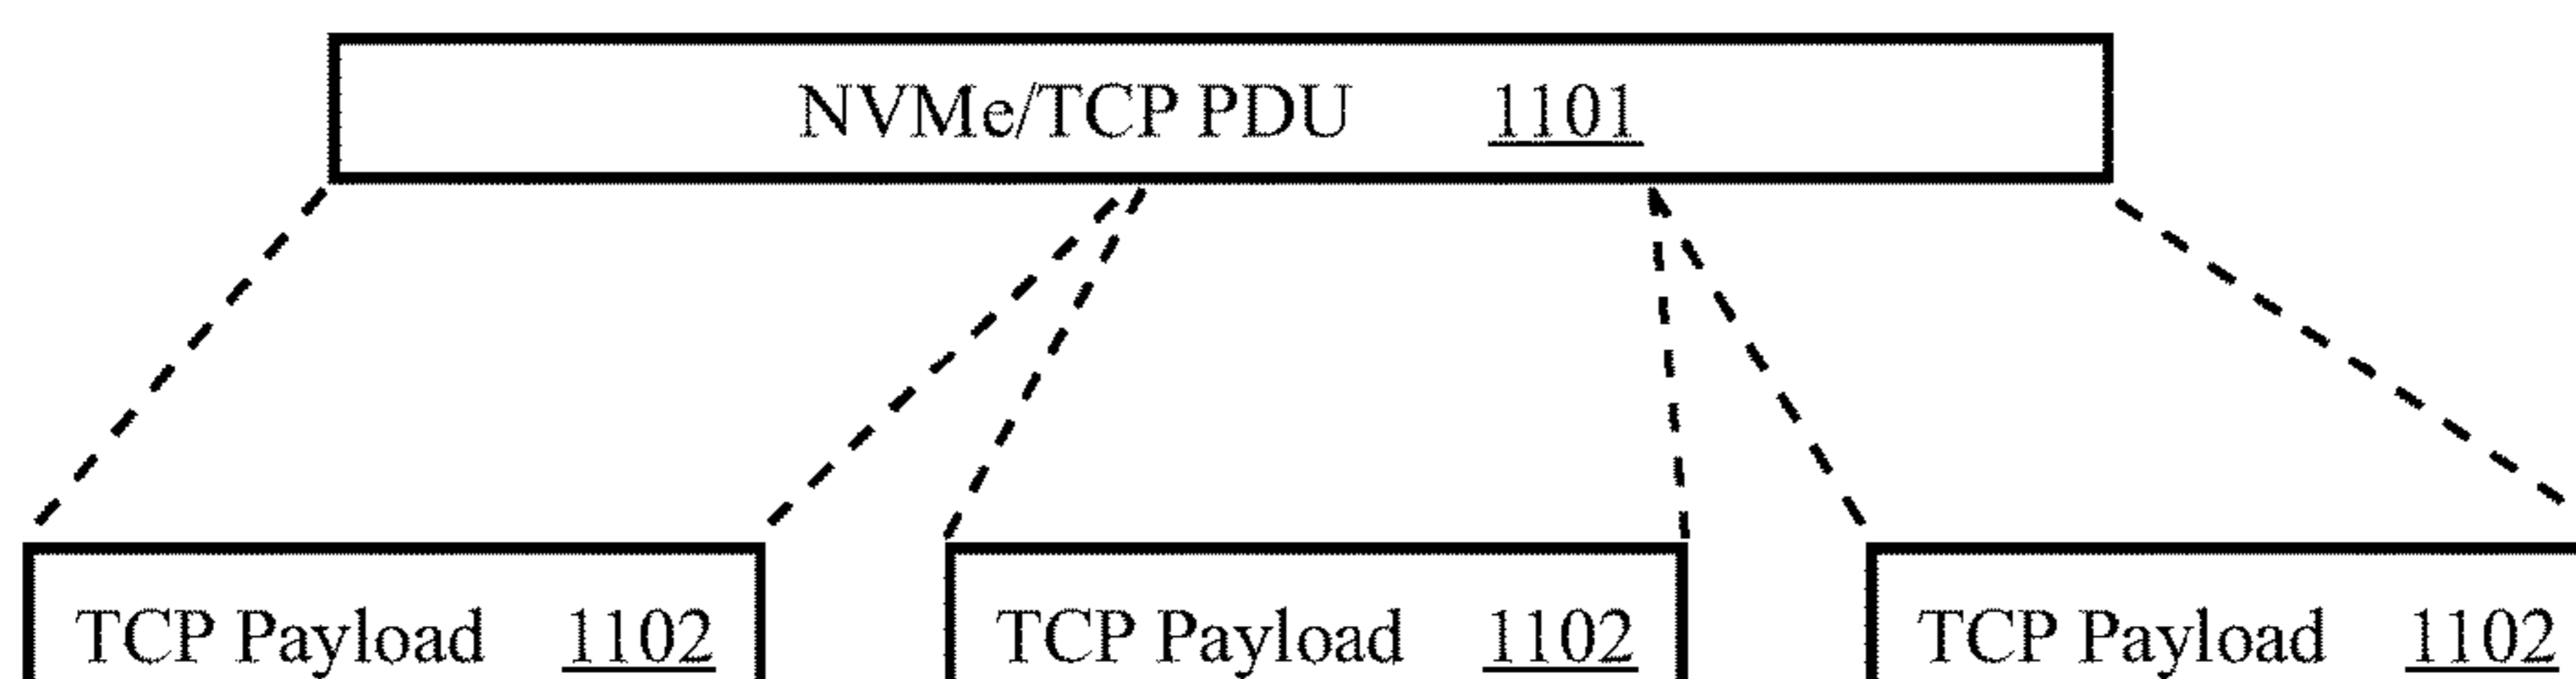 NVMe/TCP PDU 1101
TCP Payload 1102 TCP Payload 1102 TCP Payload 1102